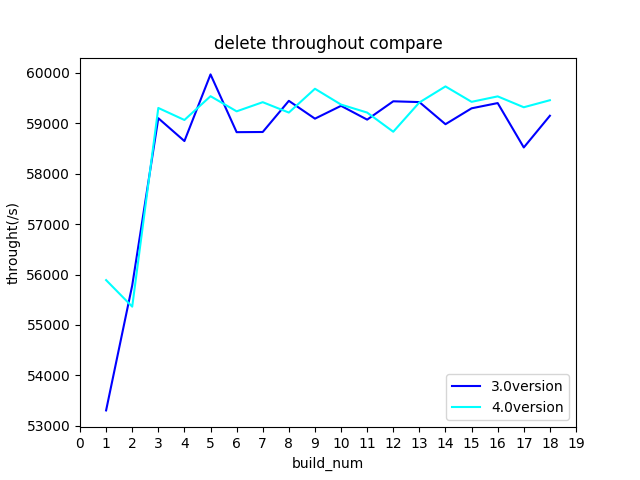 delete throughout compare
throught(/s)
60000
59000
58000
57000
56000
55000
54000
53000
3.0version
4.0version
0 1 2 3 4 5 6 7 8 9 10 11 12 13 14 15 16 17 18 19
build_num